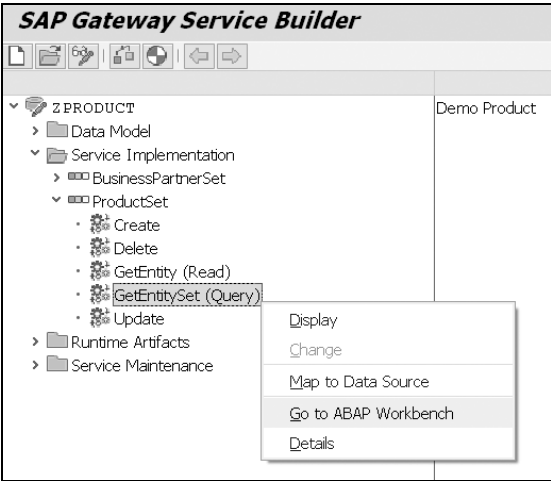 SAP Gateway Service Builder
ZPRODUCT
Demo Product
Data Model
Service Implementation
BusinessPartnerSet
ProductSet
Create
Delete
GetEntity (Read)
GetEntitySet (Query)
Update
Runtime Artifacts
Service Maintenance
Display
Change
Map to Data Source
Go to ABAP Workbench
Details